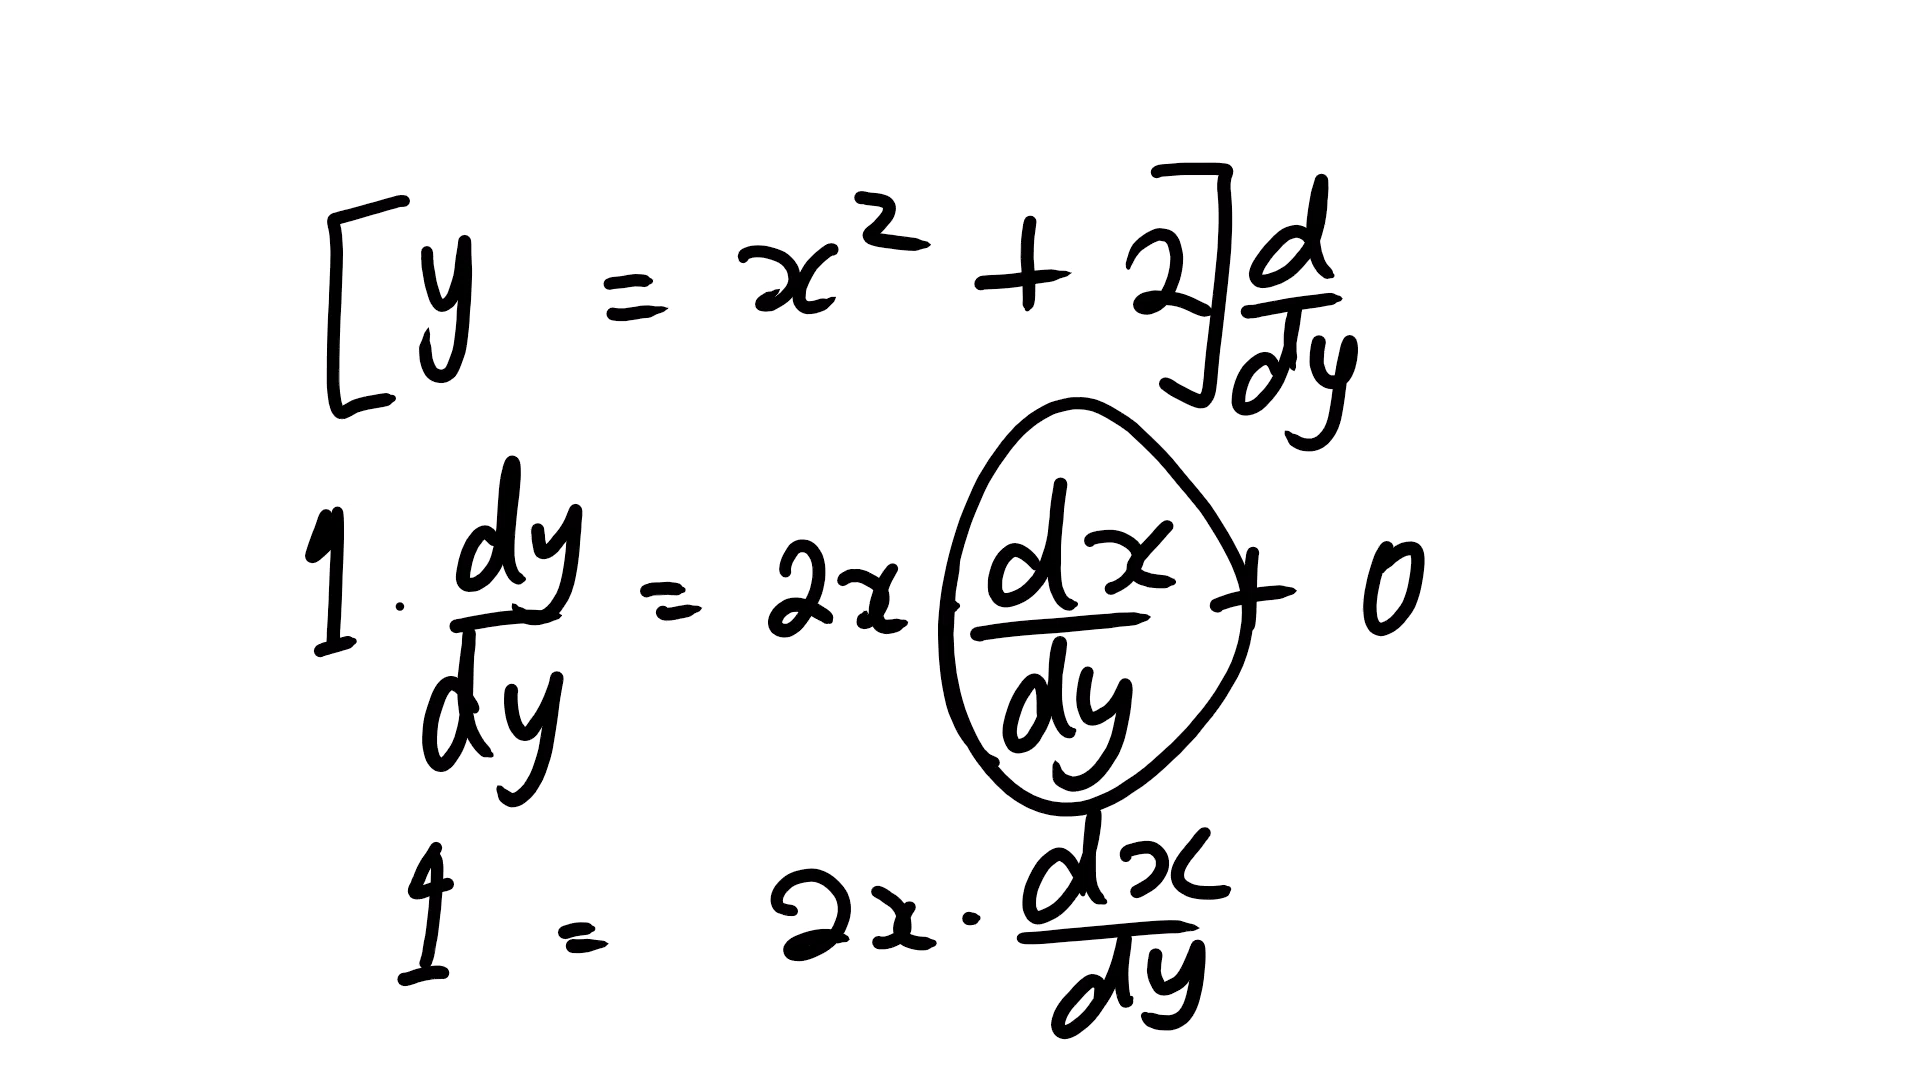 [y = x² + 2] d/dy
1 · dy/dy = 2x dx/dy + 0
1 = 2x · dx/dy